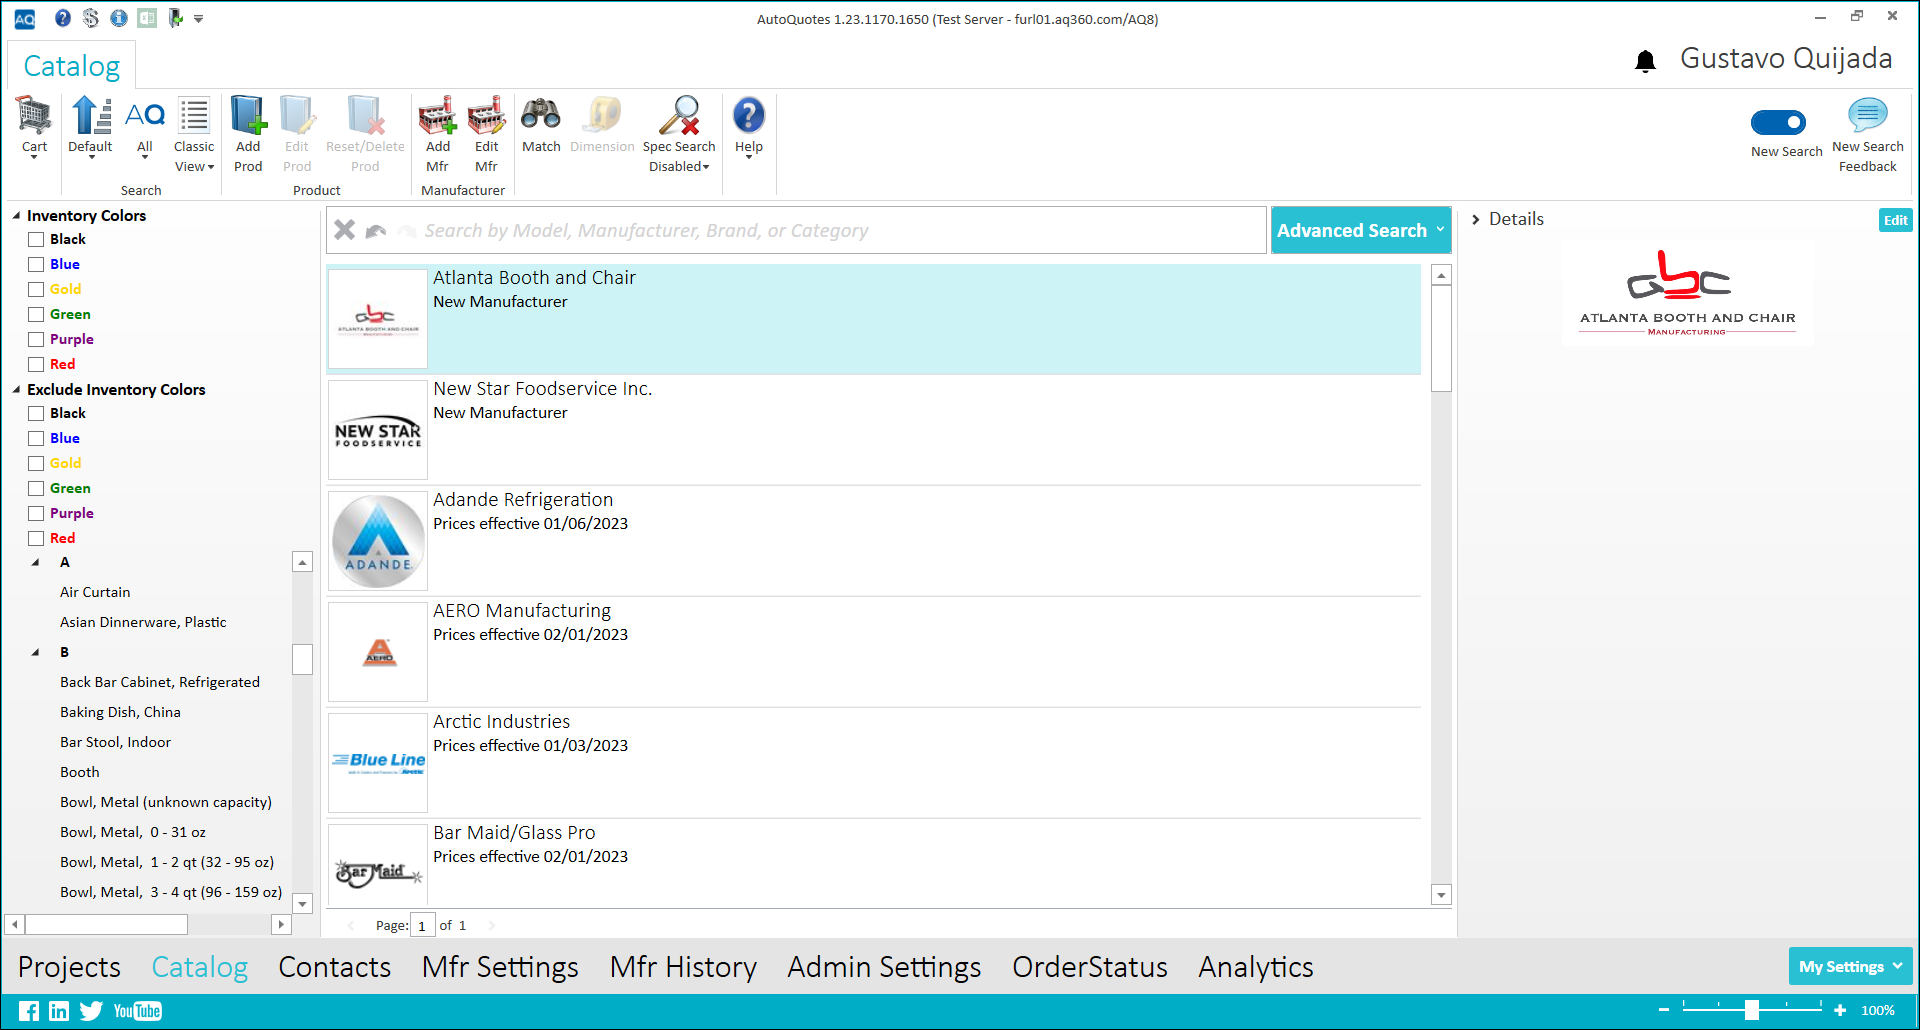 AQ
AutoQuotes 1.23.1170.1650 (Test Server - furl01.aq360.com/AQ8)
Catalog
Gustavo Quijada
Cart
Default
AQ
All
Classic
View
Search
Add
Prod
Edit
Prod
Reset/Delete
Prod
Product
Add
Mfr
Edit
Mfr
Manufacturer
Match
Dimension
Spec Search
Disabled
Help
New Search
New Search
Feedback
Inventory Colors
Black
Blue
Gold
Green
Purple
Red
Exclude Inventory Colors
Black
Blue
Gold
Green
Purple
Red
A
Air Curtain
Asian Dinnerware, Plastic
B
Back Bar Cabinet, Refrigerated
Baking Dish, China
Bar Stool, Indoor
Booth
Bowl, Metal (unknown capacity)
Bowl, Metal,  0 - 31 oz
Bowl, Metal,  1 - 2 qt (32 - 95 oz)
Bowl, Metal,  3 - 4 qt (96 - 159 oz)
Search by Model, Manufacturer, Brand, or Category
Advanced Search
Gbc
ATLANTA BOOTH AND CHAIR
Atlanta Booth and Chair
New Manufacturer
NEW STAR
FOODSERVICE
New Star Foodservice Inc.
New Manufacturer
ADANDE
Adande Refrigeration
Prices effective 01/06/2023
AERO
AERO Manufacturing
Prices effective 02/01/2023
Blue Line
Arctic Industries
Prices effective 01/03/2023
Bar Maid
Bar Maid/Glass Pro
Prices effective 02/01/2023
Page: 1 of 1
Details
Edit
Gbc
ATLANTA BOOTH AND CHAIR
MANUFACTURING
Projects
Catalog
Contacts
Mfr Settings
Mfr History
Admin Settings
OrderStatus
Analytics
My Settings
You Tube
100%